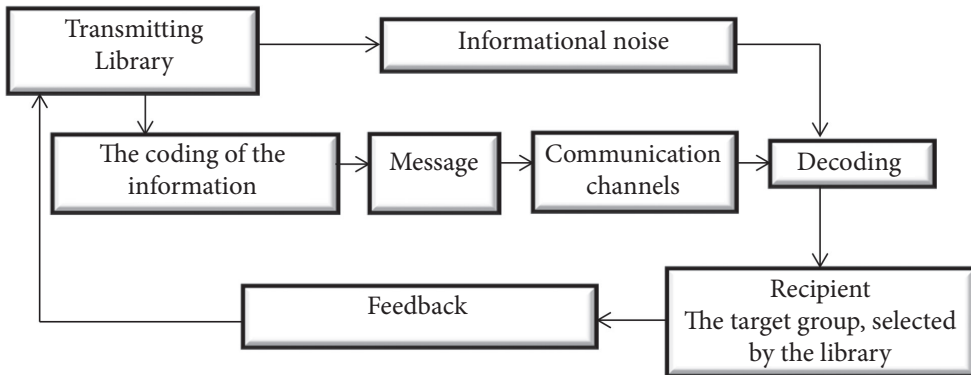 Transmitting
Library
Informational noise
The coding of the
information
Message
Communication
channels
Decoding
Feedback
Recipient
The target group, selected
by the library